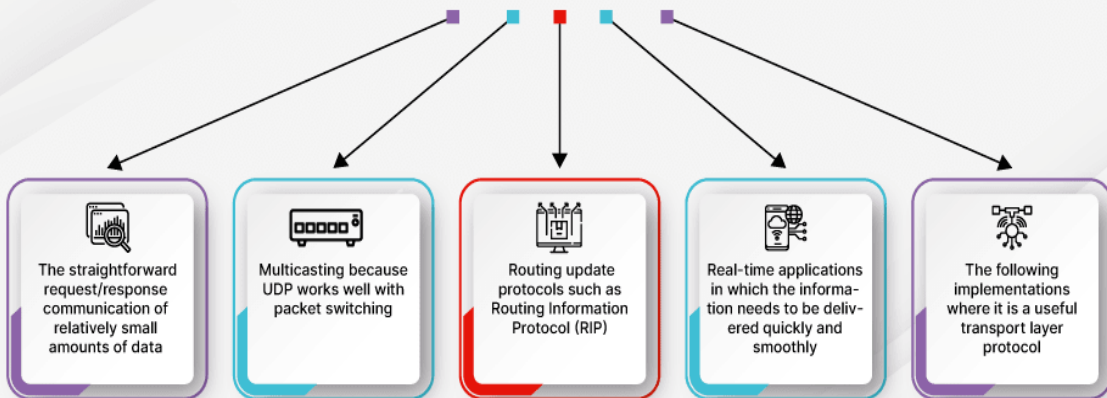 The straightforward
request/response
communication of
relatively small
amounts of data
Multicasting because
UDP works well with
packet switching
Routing update
protocols such as
Routing Information
Protocol (RIP)
Real-time applications
in which the informa-
tion needs to be deliv-
ered quickly and
smoothly
The following
implementations
where it is a useful
transport layer
protocol